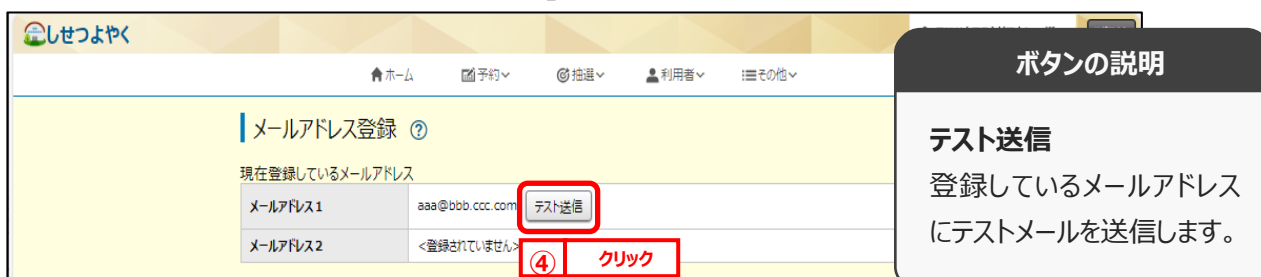 しせつよやく
ホーム 予約 抽選 利用者 その他
メールアドレス登録 ?
現在登録しているメールアドレス
メールアドレス1 aaa@bbb.ccc.com テスト送信
メールアドレス2 <登録されていません>
④ クリック
ボタンの説明
テスト送信
登録しているメールアドレス
にテストメールを送信します。